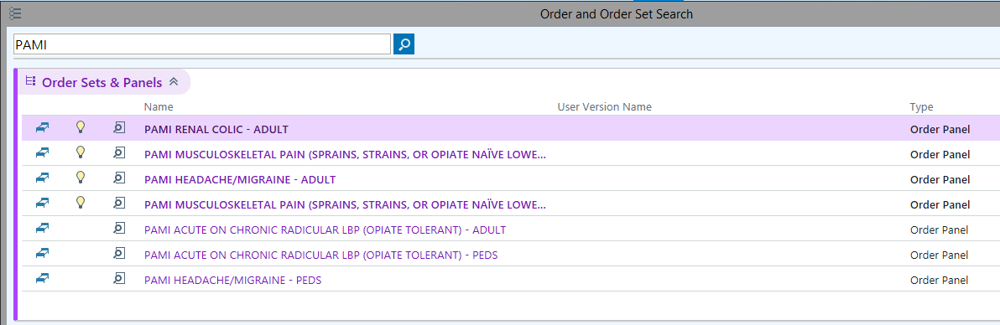 Order and Order Set Search
PAMI
Order Sets & Panels
Name User Version Name Type
PAMI RENAL COLIC - ADULT Order Panel
PAMI MUSCULOSKELETAL PAIN (SPRAINS, STRAINS, OR OPIATE NAÏVE LOWE... Order Panel
PAMI HEADACHE/MIGRAINE - ADULT Order Panel
PAMI MUSCULOSKELETAL PAIN (SPRAINS, STRAINS, OR OPIATE NAÏVE LOWE... Order Panel
PAMI ACUTE ON CHRONIC RADICULAR LBP (OPIATE TOLERANT) - ADULT Order Panel
PAMI ACUTE ON CHRONIC RADICULAR LBP (OPIATE TOLERANT) - PEDS Order Panel
PAMI HEADACHE/MIGRAINE - PEDS Order Panel